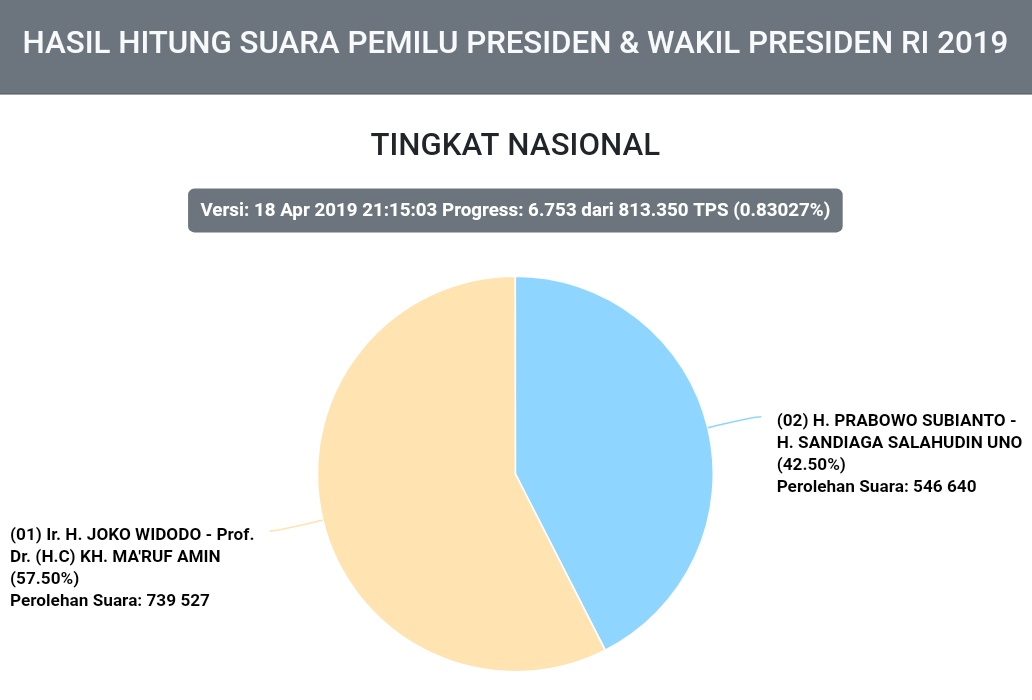 HASIL HITUNG SUARA PEMILU PRESIDEN & WAKIL PRESIDEN RI 2019
TINGKAT NASIONAL
Versi: 18 Apr 2019 21:15:03 Progress: 6.753 dari 813.350 TPS (0.83027%)
(02) H. PRABOWO SUBIANTO -
H. SANDIAGA SALAHUDIN UNO
(42.50%)
Perolehan Suara: 546 640
(01) Ir. H. JOKO WIDODO - Prof.
Dr. (H.C) KH. MA'RUF AMIN
(57.50%)
Perolehan Suara: 739 527